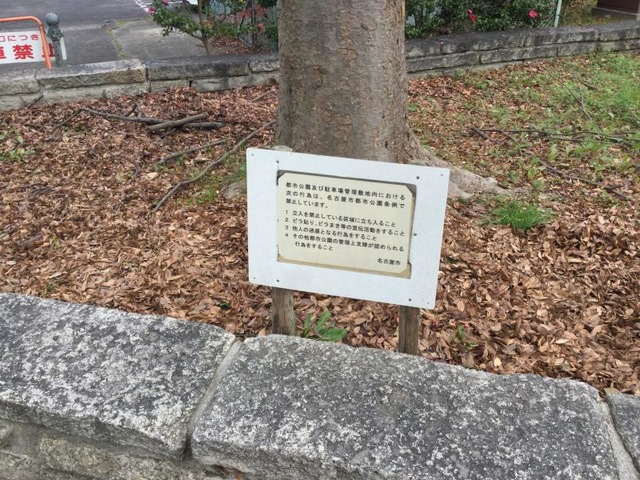 口につき
車禁
都市公園及び駐車場管理敷地内における
次の行為は、名古屋市都市公園条例で
禁止しています。
1 立入を禁止している区域に立ち入ること
2 ビラ貼り、ビラまき等の宣伝活動をすること
3 他人の迷惑となる行為をすること
4 その他都市公園の管理上支障が認められる
行為をすること
名古屋市